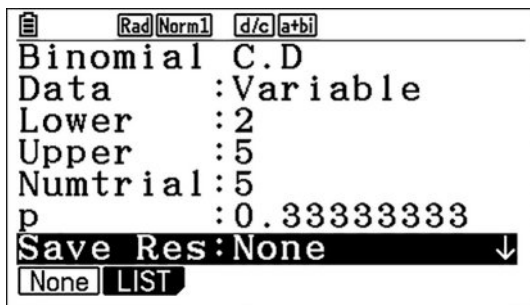 Rad Norm1 d/c a+bi
Binomial C.D
Data :Variable
Lower :2
Upper :5
Numtrial:5
p :0.33333333
Save Res:None ↓
None LIST